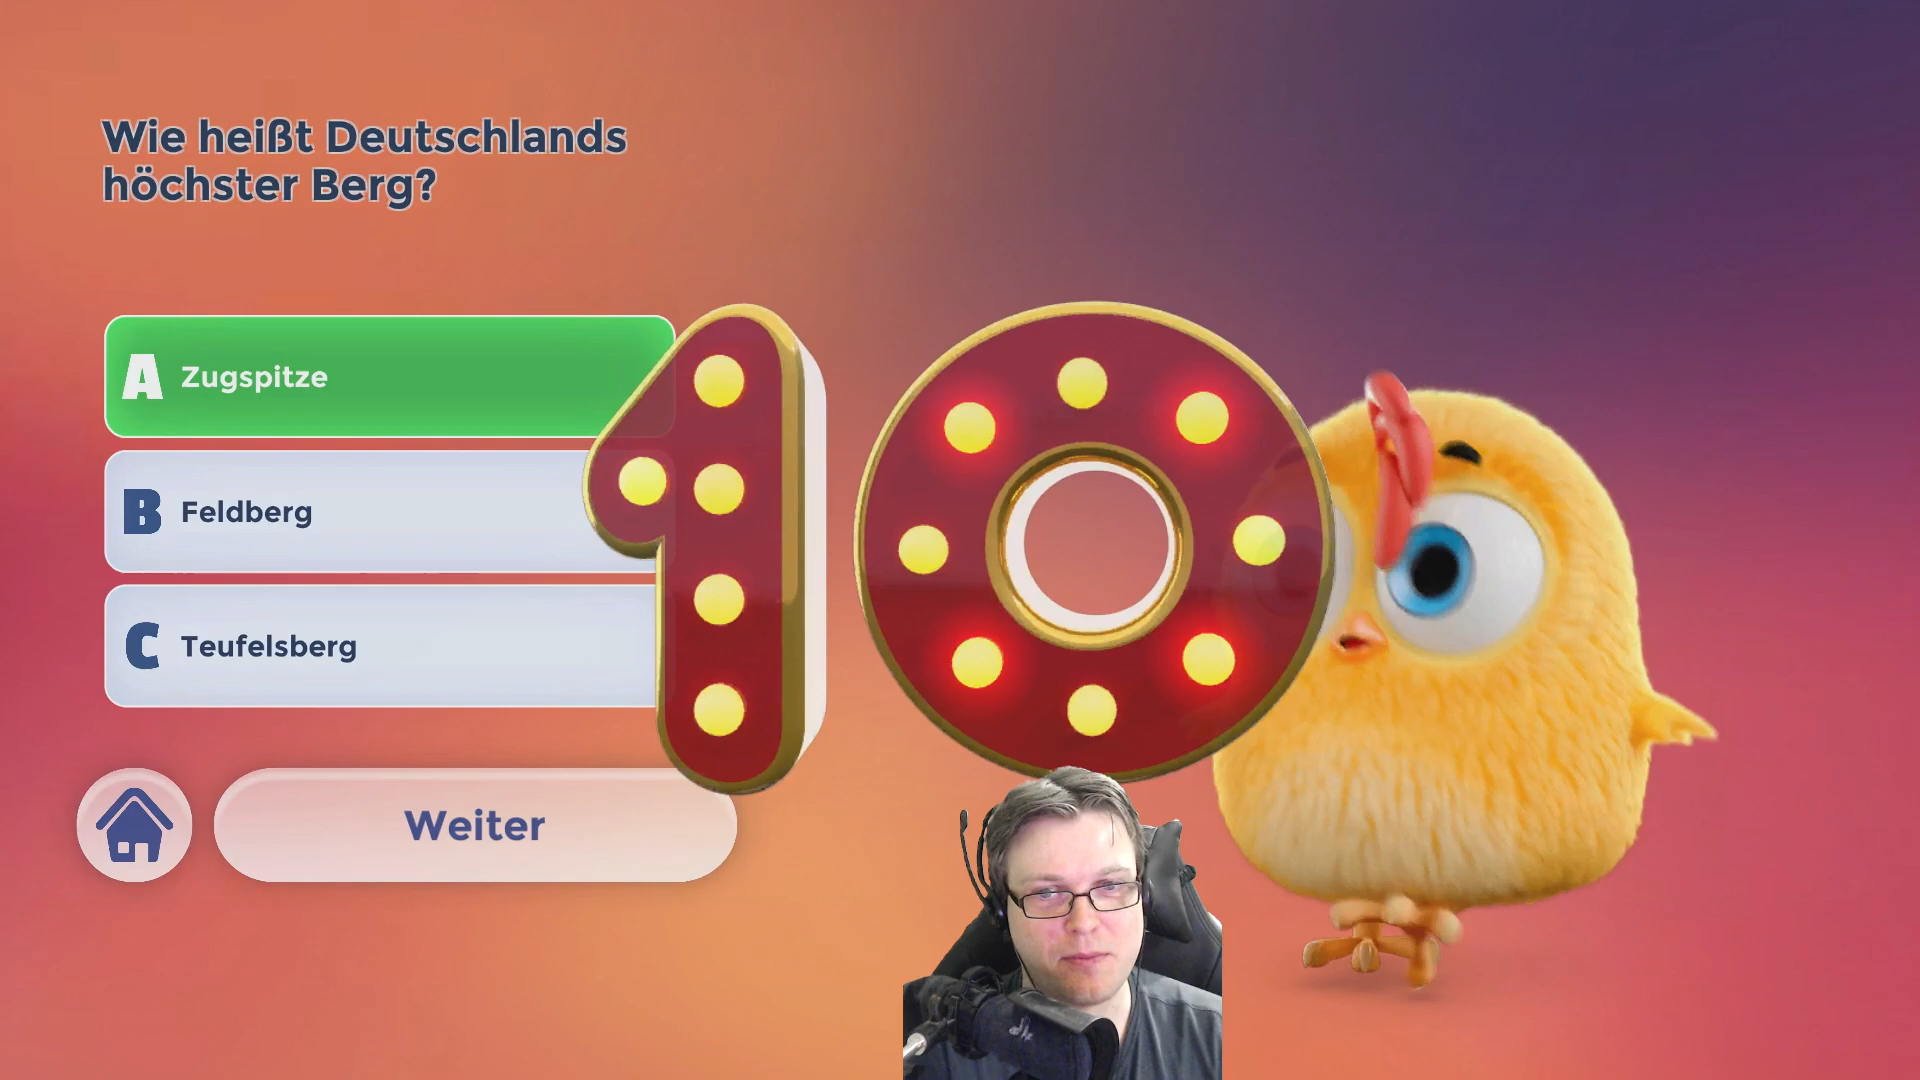 Wie heißt Deutschlands
höchster Berg?
A Zugspitze
B Feldberg
C Teufelsberg
10
Weiter